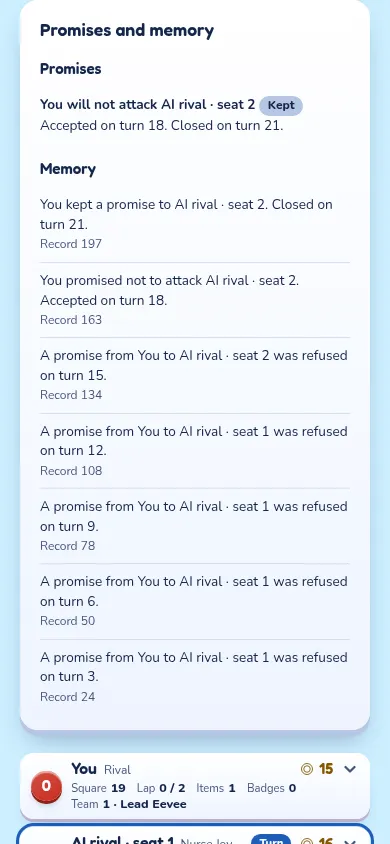 Promises and memory
Promises
You will not attack AI rival · seat 2 Kept
Accepted on turn 18. Closed on turn 21.
Memory
You kept a promise to AI rival · seat 2. Closed on
turn 21.
Record 197
You promised not to attack AI rival · seat 2.
Accepted on turn 18.
Record 163
A promise from You to AI rival · seat 2 was refused
on turn 15.
Record 134
A promise from You to AI rival · seat 1 was refused
on turn 12.
Record 108
A promise from You to AI rival · seat 1 was refused
on turn 9.
Record 78
A promise from You to AI rival · seat 1 was refused
on turn 6.
Record 50
A promise from You to AI rival · seat 1 was refused
on turn 3.
Record 24
0 You Rival 15
Square 19 Lap 0 / 2 Items 1 Badges 0
Team 1 · Lead Eevee
AI rival · seat 1 Nurse Joy Turn 16